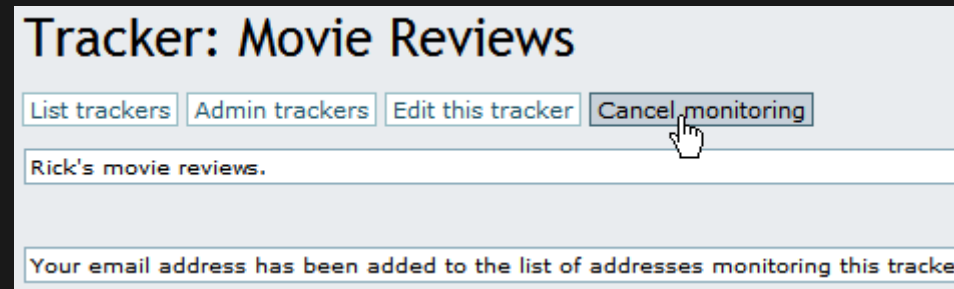 Tracker: Movie Reviews
List trackers Admin trackers Edit this tracker Cancel monitoring
Rick's movie reviews.
Your email address has been added to the list of addresses monitoring this tracke